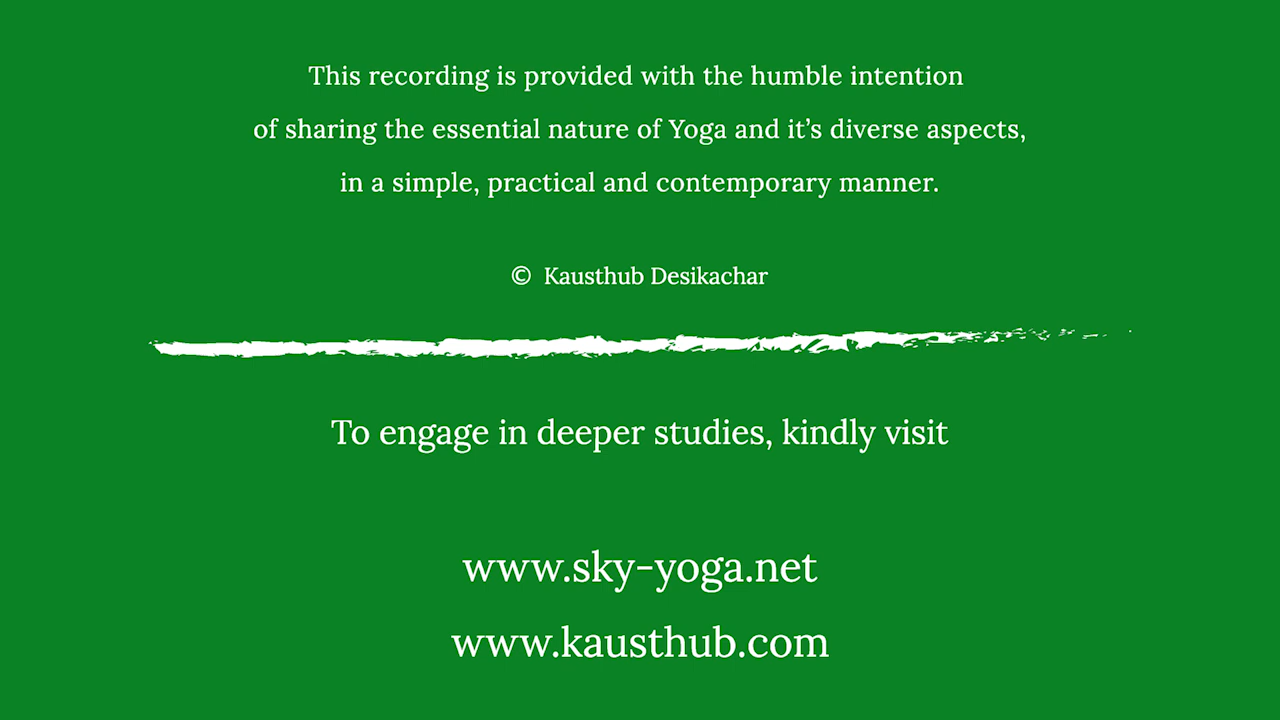 This recording is provided with the humble intention
of sharing the essential nature of Yoga and it’s diverse aspects,
in a simple, practical and contemporary manner.
© Kausthub Desikachar
To engage in deeper studies, kindly visit
www.sky-yoga.net
www.kausthub.com